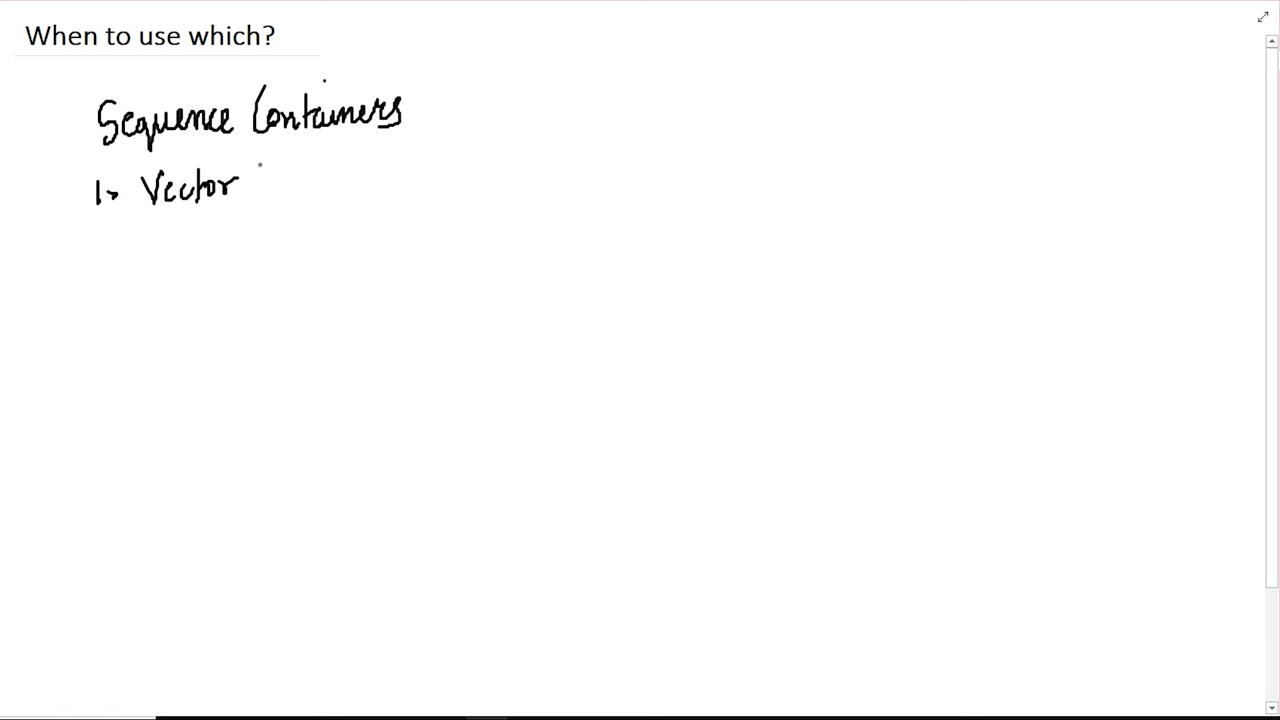 When to use which?
Sequence Containers
1. Vector